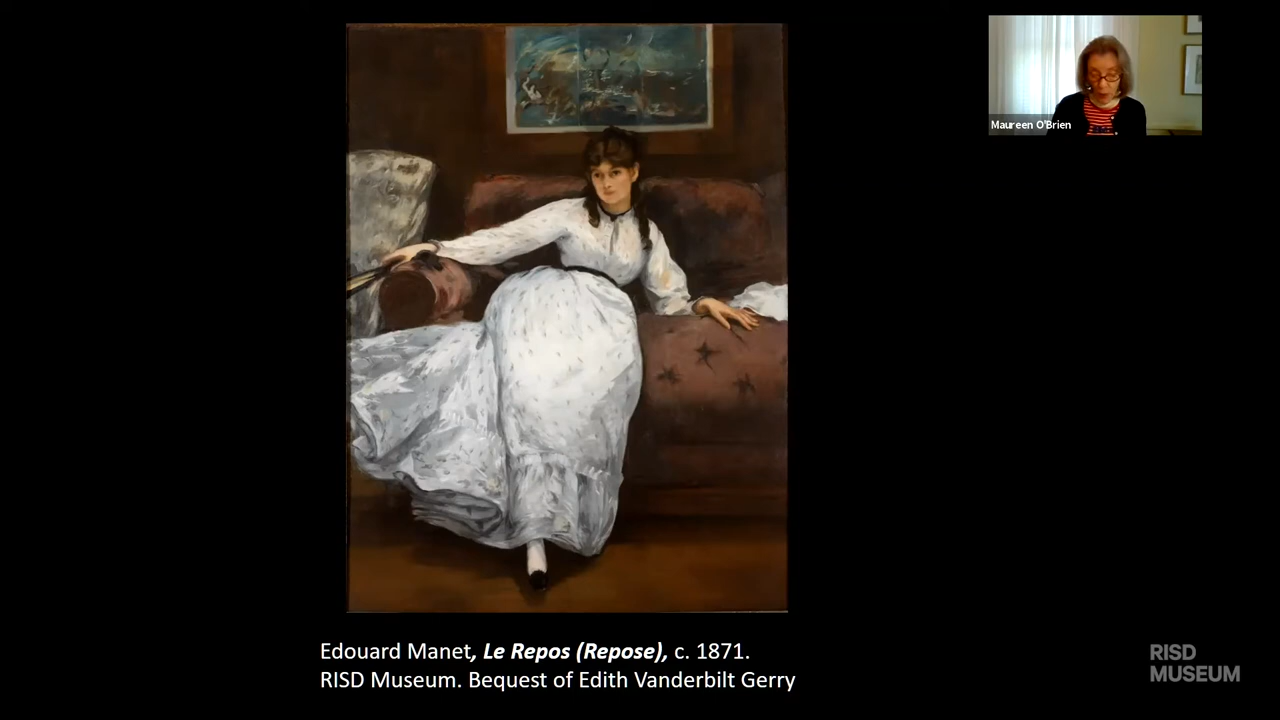 Maureen O'Brien
Edouard Manet, Le Repos (Repose), c. 1871.
RISD Museum. Bequest of Edith Vanderbilt Gerry
RISD
MUSEUM